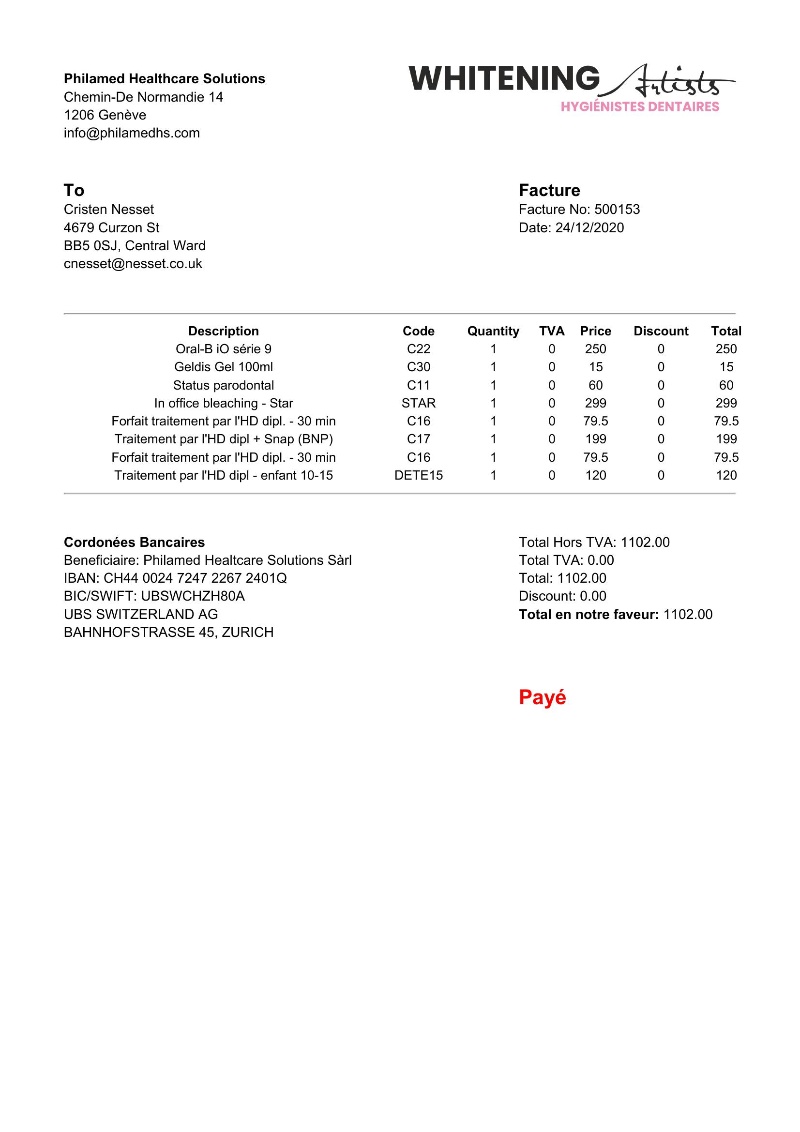 Philamed Healthcare Solutions
Chemin-De Normandie 14
1206 Genève
info@philamedhs.com
WHITENING Artists
HYGIÉNISTES DENTAIRES
To
Cristen Nesset
4679 Curzon St
BB5 0SJ, Central Ward
cnesset@nesset.co.uk
Facture
Facture No: 500153
Date: 24/12/2020
Description Code Quantity TVA Price Discount Total
Oral-B iO série 9 C22 1 0 250 0 250
Geldis Gel 100ml C30 1 0 15 0 15
Status parodontal C11 1 0 60 0 60
In office bleaching - Star STAR 1 0 299 0 299
Forfait traitement par l'HD dipl. - 30 min C16 1 0 79.5 0 79.5
Traitement par l'HD dipl + Snap (BNP) C17 1 0 199 0 199
Forfait traitement par l'HD dipl. - 30 min C16 1 0 79.5 0 79.5
Traitement par l'HD dipl - enfant 10-15 DETE15 1 0 120 0 120
Cordonées Bancaires
Beneficiaire: Philamed Healtcare Solutions Sàrl
IBAN: CH44 0024 7247 2267 2401Q
BIC/SWIFT: UBSWCHZH80A
UBS SWITZERLAND AG
BAHNHOFSTRASSE 45, ZURICH
Total Hors TVA: 1102.00
Total TVA: 0.00
Total: 1102.00
Discount: 0.00
Total en notre faveur: 1102.00
Payé